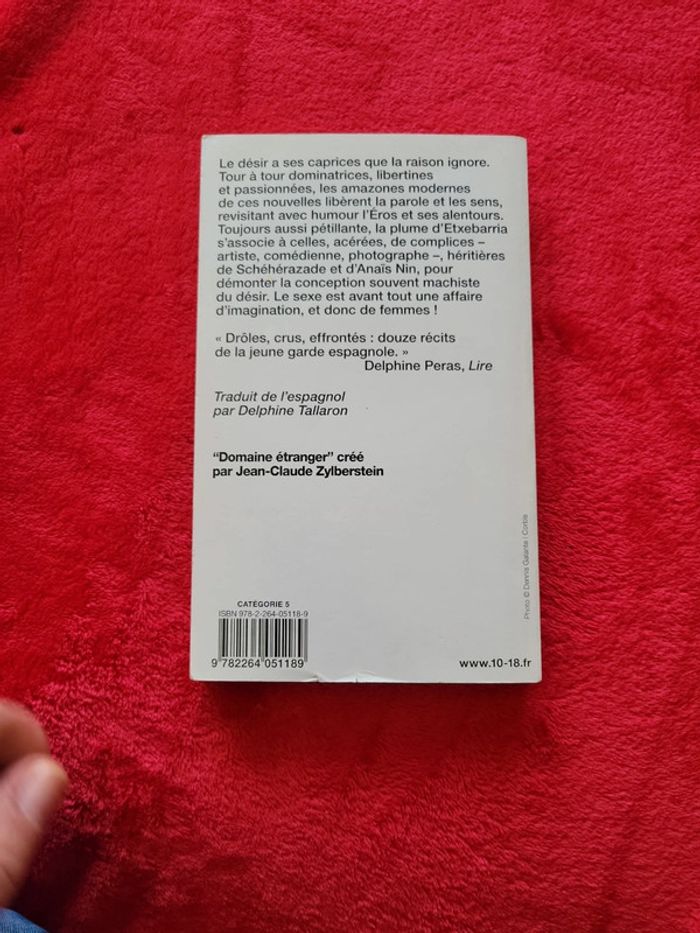 Le désir a ses caprices que la raison ignore.
Tour à tour dominatrices, libertines
et passionnées, les amazones modernes
de ces nouvelles libèrent la parole et les sens,
revisitant avec humour l'Éros et ses alentours.
Toujours aussi pétillante, la plume d'Etxebarria
s'associe à celles, acérées, de complices –
artiste, comédienne, photographe –, héritières
de Schéhérazade et d'Anaïs Nin, pour
démonter la conception souvent machiste
du désir. Le sexe est avant tout une affaire
d'imagination, et donc de femmes !
« Drôles, crus, effrontés : douze récits
de la jeune garde espagnole. »
Delphine Peras, Lire
Traduit de l'espagnol
par Delphine Tallaron
“Domaine étranger” créé
par Jean-Claude Zylberstein
Photo © Dennis Galante / Corbis
CATÉGORIE 5
ISBN 978-2-264-05118-9
9 782264 051189
www.10-18.fr